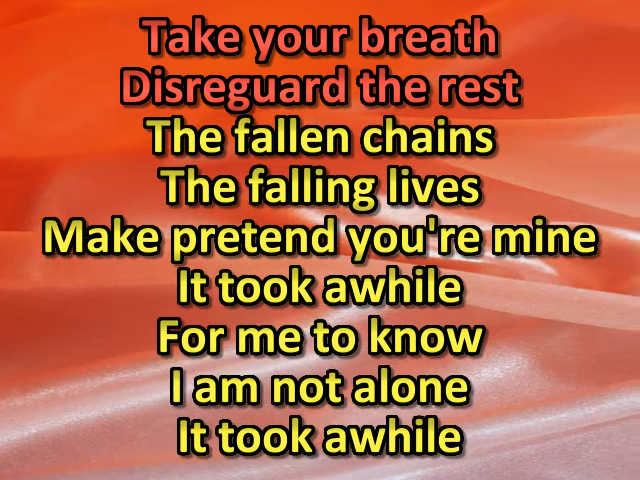 Take your breath
Disreguard the rest
The fallen chains
The falling lives
Make pretend you're mine
It took awhile
For me to know
I am not alone
It took awhile